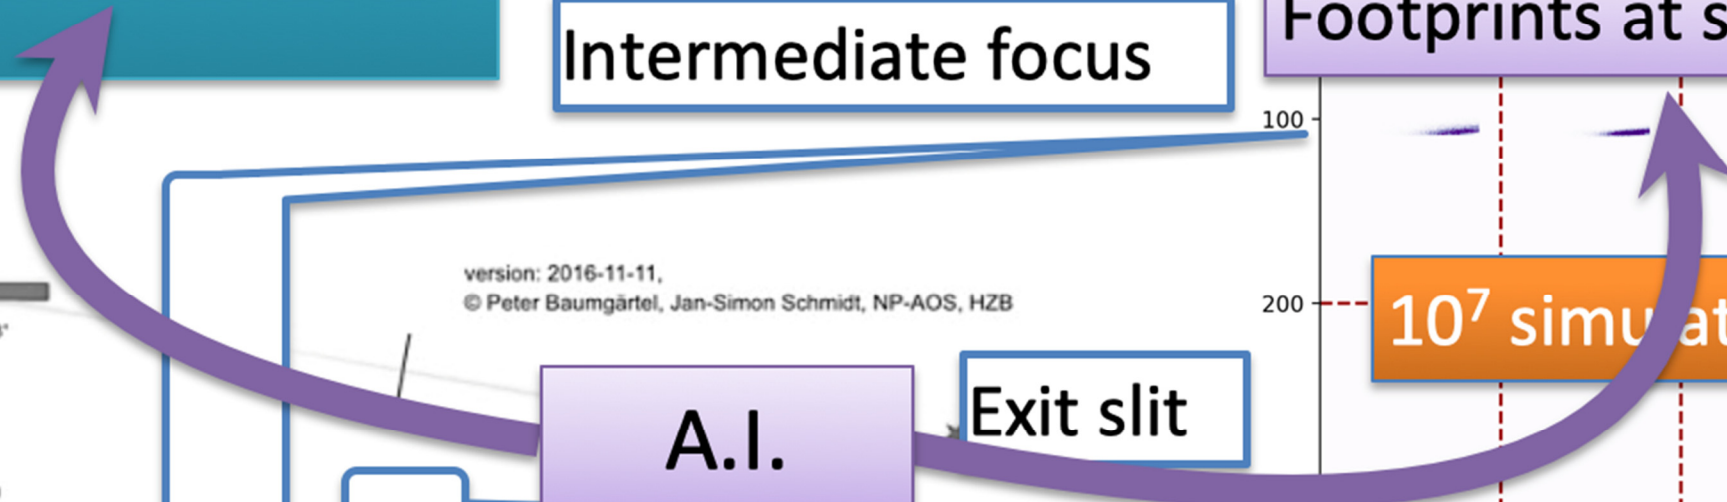 Intermediate focus
Footprints at s
100
version: 2016-11-11,
© Peter Baumgärtel, Jan-Simon Schmidt, NP-AOS, HZB
200
10⁷ simu at
Exit slit
A.I.